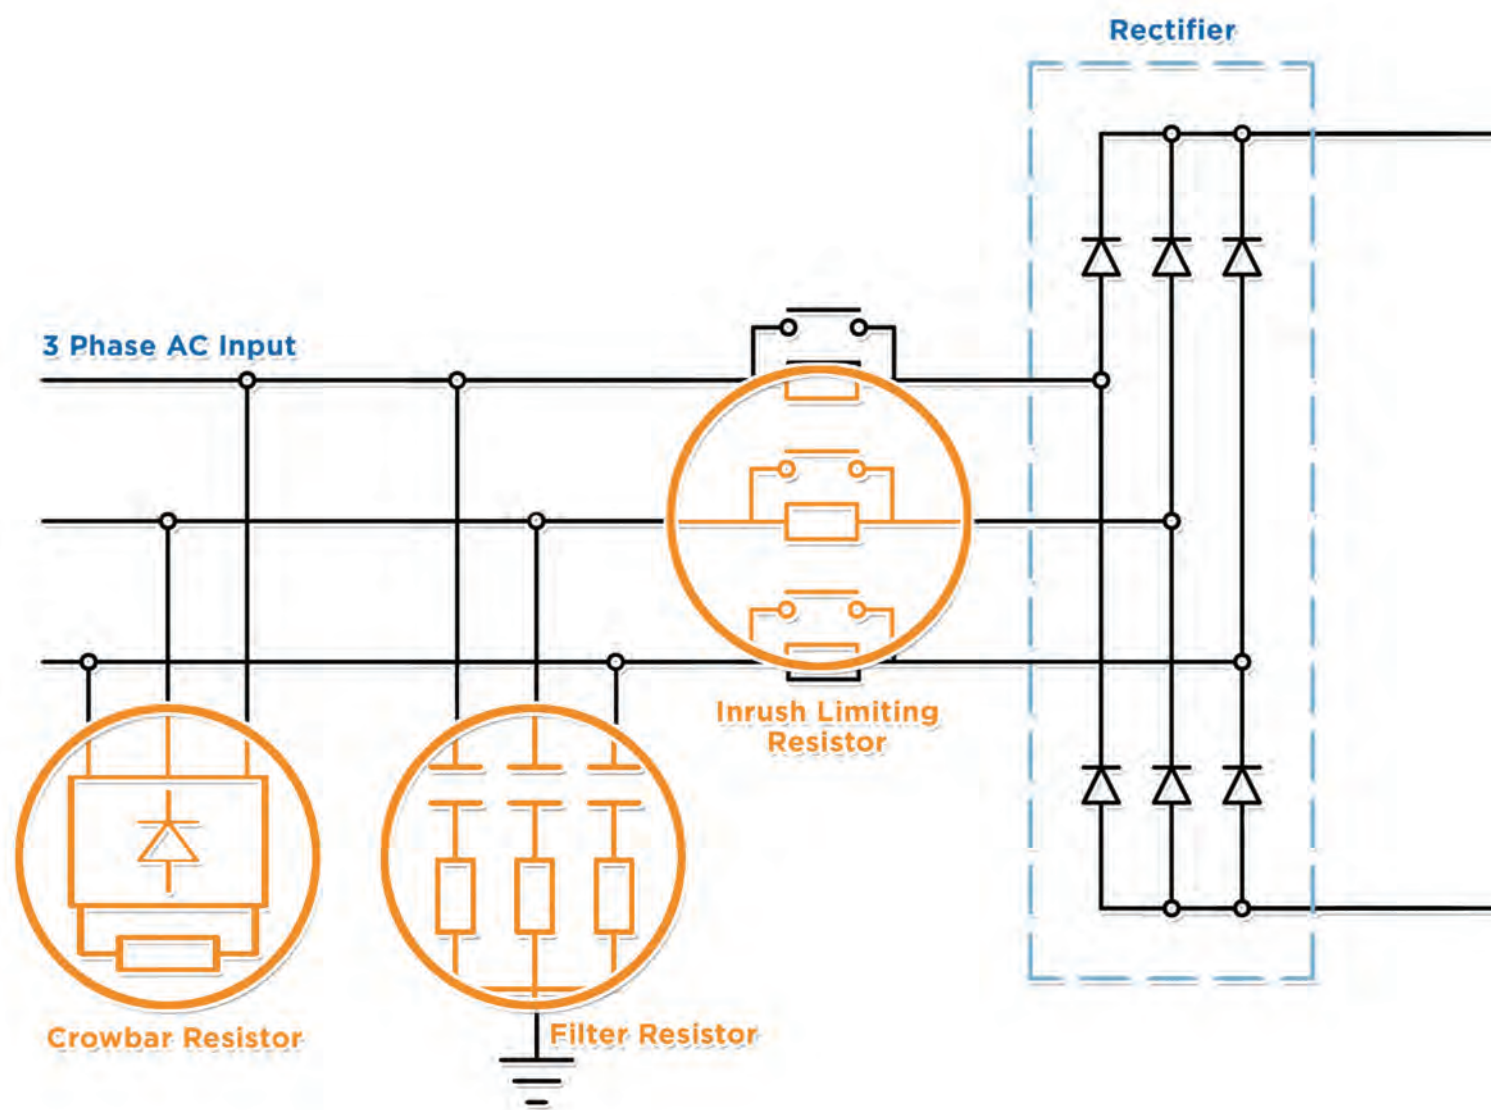 Rectifier
3 Phase AC Input
Inrush Limiting
Resistor
Crowbar Resistor
Filter Resistor